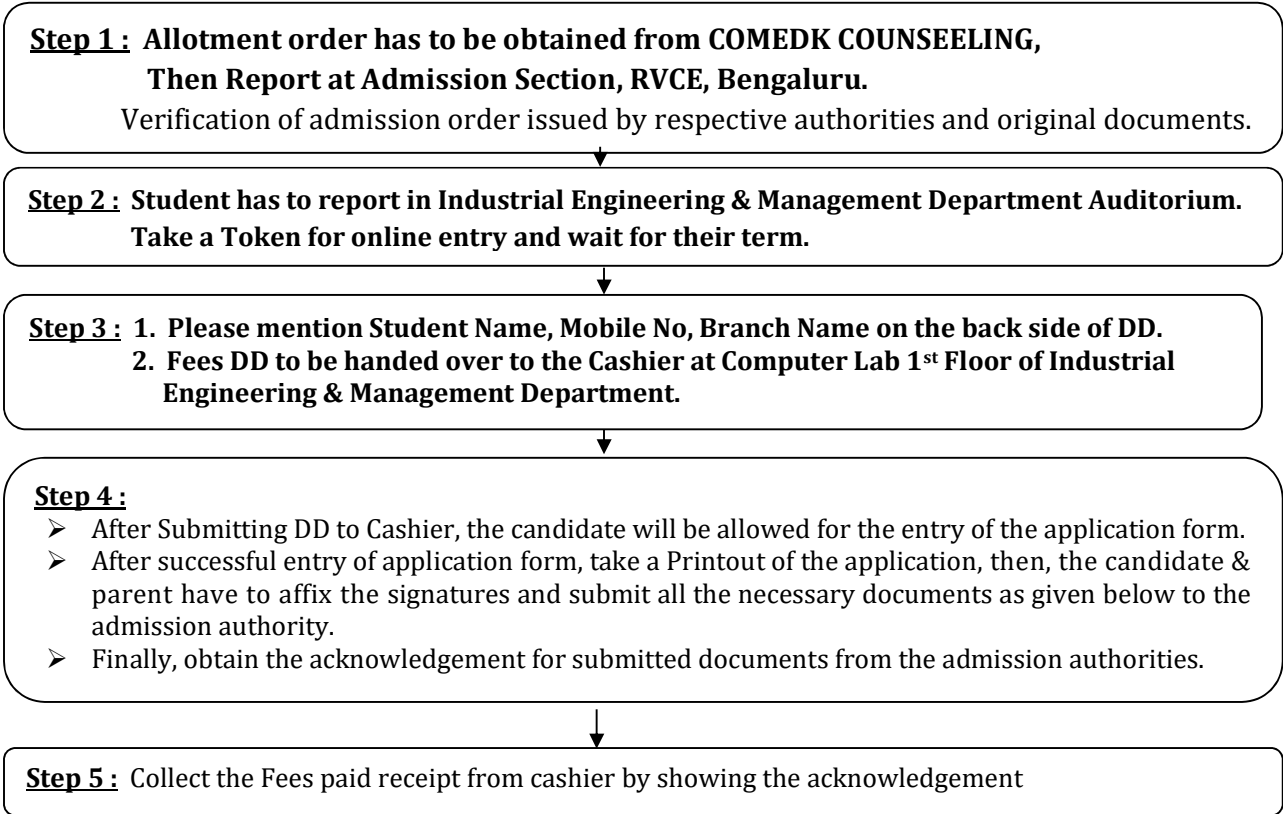 Step 1 : Allotment order has to be obtained from COMEDK COUNSEELING,
Then Report at Admission Section, RVCE, Bengaluru.
Verification of admission order issued by respective authorities and original documents.
Step 2 : Student has to report in Industrial Engineering & Management Department Auditorium.
Take a Token for online entry and wait for their term.
Step 3 : 1. Please mention Student Name, Mobile No, Branch Name on the back side of DD.
2. Fees DD to be handed over to the Cashier at Computer Lab 1st Floor of Industrial
Engineering & Management Department.
Step 4 :
➢ After Submitting DD to Cashier, the candidate will be allowed for the entry of the application form.
➢ After successful entry of application form, take a Printout of the application, then, the candidate &
parent have to affix the signatures and submit all the necessary documents as given below to the
admission authority.
➢ Finally, obtain the acknowledgement for submitted documents from the admission authorities.
Step 5 : Collect the Fees paid receipt from cashier by showing the acknowledgement